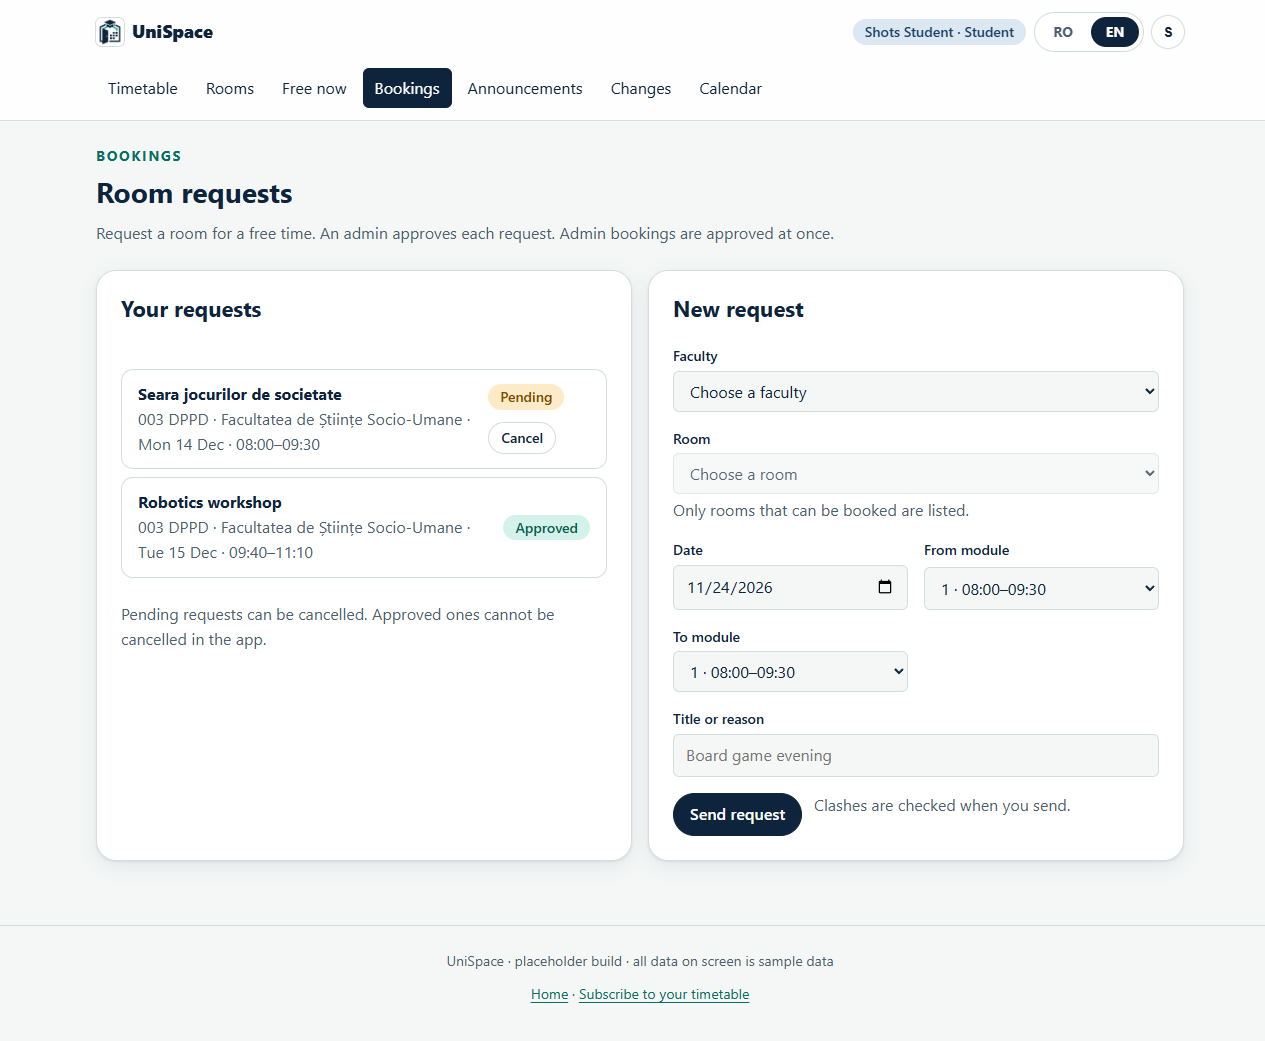 UniSpace
Shots Student · Student
RO
EN
S
Timetable
Rooms
Free now
Bookings
Announcements
Changes
Calendar
BOOKINGS
Room requests
Request a room for a free time. An admin approves each request. Admin bookings are approved at once.
Your requests
Seara jocurilor de societate
003 DPPD · Facultatea de Științe Socio-Umane ·
Mon 14 Dec · 08:00–09:30
Pending
Cancel
Robotics workshop
003 DPPD · Facultatea de Științe Socio-Umane ·
Tue 15 Dec · 09:40–11:10
Approved
Pending requests can be cancelled. Approved ones cannot be
cancelled in the app.
New request
Faculty
Choose a faculty
Room
Choose a room
Only rooms that can be booked are listed.
Date
11/24/2026
From module
1 · 08:00–09:30
To module
1 · 08:00–09:30
Title or reason
Board game evening
Send request
Clashes are checked when you send.
UniSpace · placeholder build · all data on screen is sample data
Home · Subscribe to your timetable